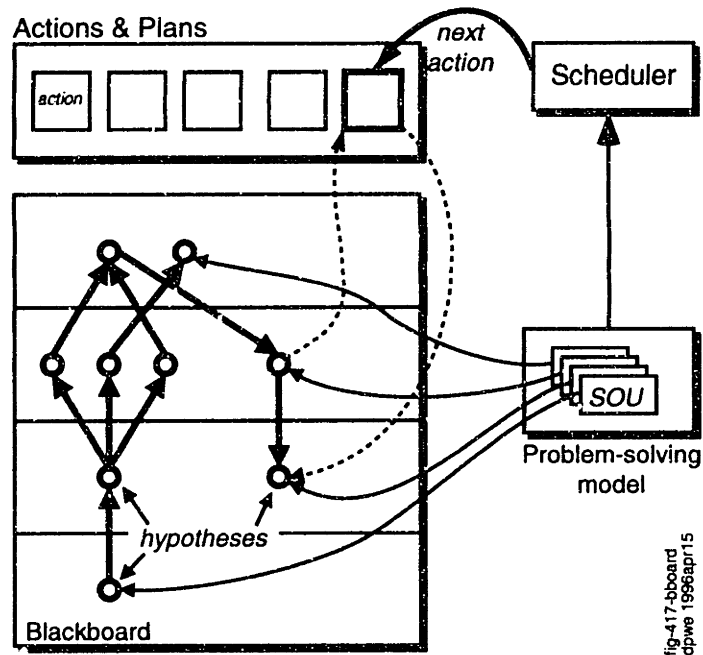 Actions & Plans
next
action
Scheduler
action
SOU
Problem-solving
model
hypotheses
Blackboard
fig-417-bboard
dpwe 1996apr15